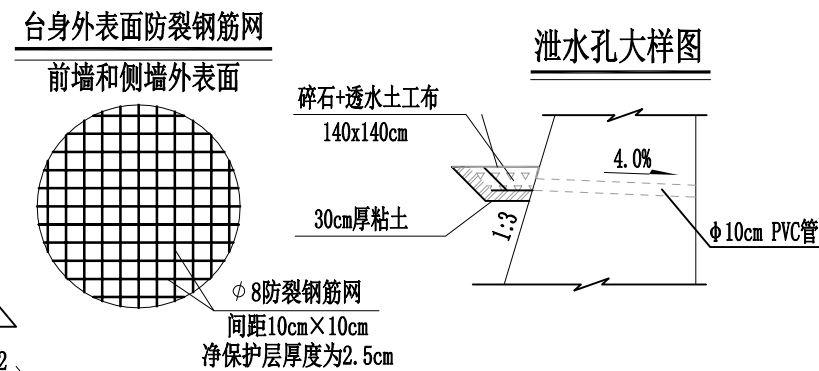 台身外表面防裂钢筋网
前墙和侧墙外表面
φ8防裂钢筋网
间距10cm×10cm
净保护层厚度为2.5cm
2
泄水孔大样图
碎石+透水土工布
140x140cm
30cm厚粘土
1:3
4.0%
ϕ10cm PVC管